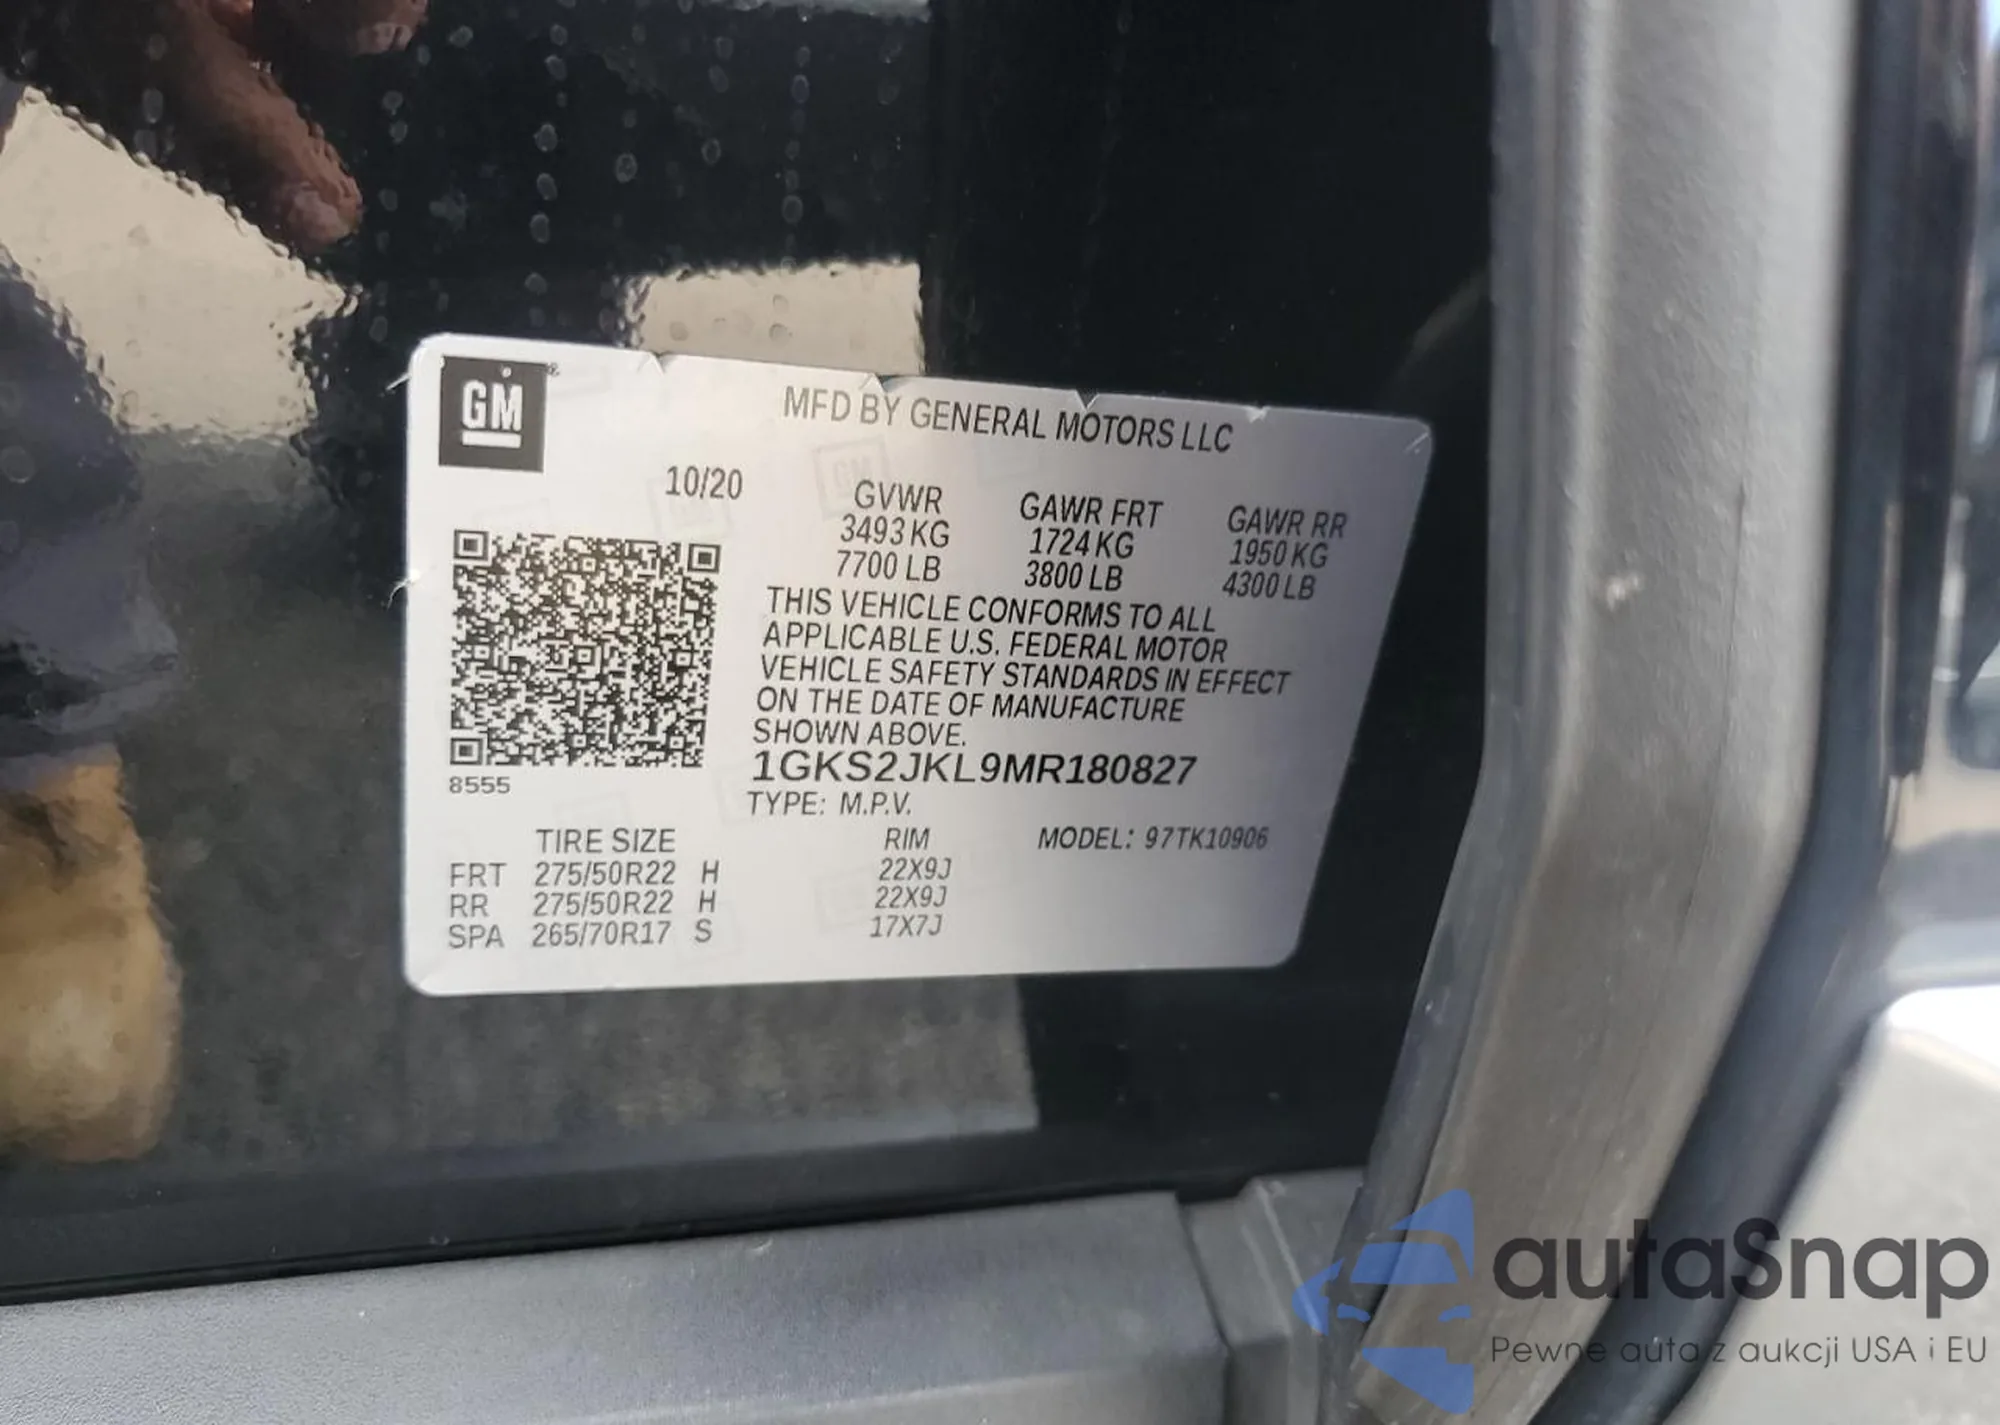 GM
MFD BY GENERAL MOTORS LLC
10/20
GVWR GAWR FRT GAWR RR
3493 KG 1724 KG 1950 KG
7700 LB 3800 LB 4300 LB
THIS VEHICLE CONFORMS TO ALL
APPLICABLE U.S. FEDERAL MOTOR
VEHICLE SAFETY STANDARDS IN EFFECT
ON THE DATE OF MANUFACTURE
SHOWN ABOVE.
1GKS2JKL9MR180827
8555
TYPE: M.P.V.
TIRE SIZE RIM MODEL: 97TK10906
FRT 275/50R22 H 22X9J
RR 275/50R22 H 22X9J
SPA 265/70R17 S 17X7J
autaSnap
Pewne auta z aukcji USA i EU